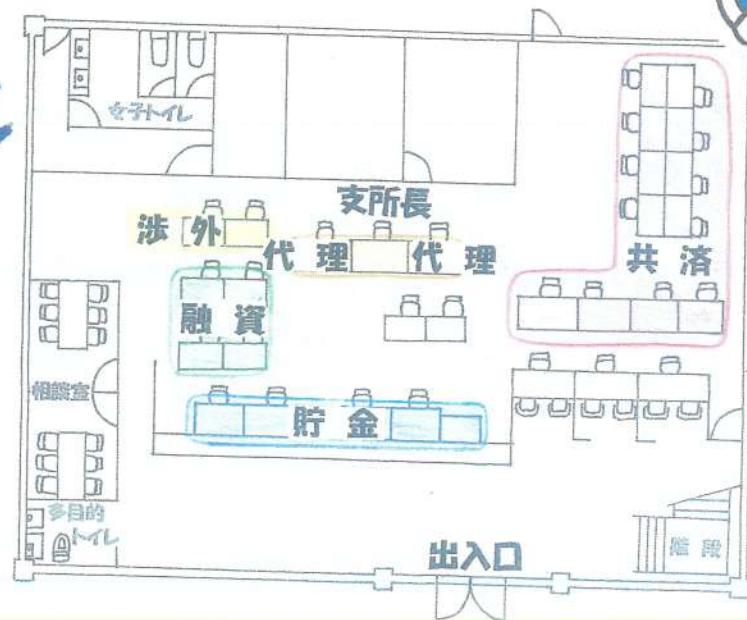 女子トイレ
支所長
渉外
代理
代理
共済
融資
相談室
貯金
多目的
トイレ
出入口
階段